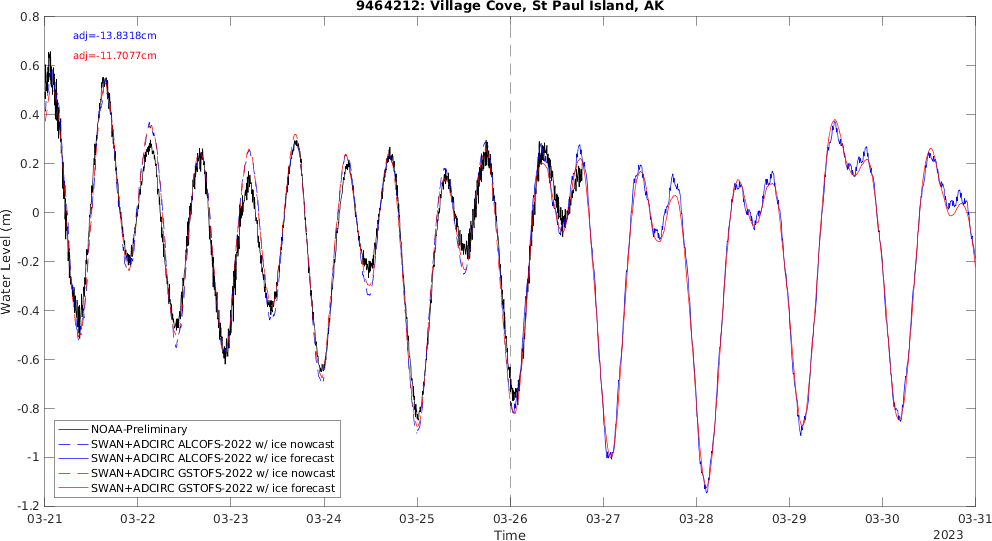 9464212: Village Cove, St Paul Island, AK
adj=-13.8318cm
adj=-11.7077cm
Water Level (m)
0.8
0.6
0.4
0.2
0
-0.2
-0.4
-0.6
-0.8
-1
-1.2
NOAA-Preliminary
SWAN+ADCIRC ALCOFS-2022 w/ ice nowcast
SWAN+ADCIRC ALCOFS-2022 w/ ice forecast
SWAN+ADCIRC GSTOFS-2022 w/ ice nowcast
SWAN+ADCIRC GSTOFS-2022 w/ ice forecast
03-21 03-22 03-23 03-24 03-25 03-26 03-27 03-28 03-29 03-30 03-31
Time
2023